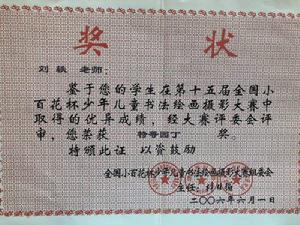 奖 状
刘轶 老师：
鉴于您的学生在第十五届全国小
百花杯少年儿童书法绘画摄影大赛中
取得的优异成绩，经大赛评委会评
审，您荣获 特等园丁 奖。
特颁此证 以资鼓励
全国小百花杯少年儿童书法绘画摄影大赛组委会
主任：
二〇〇六年六月一日